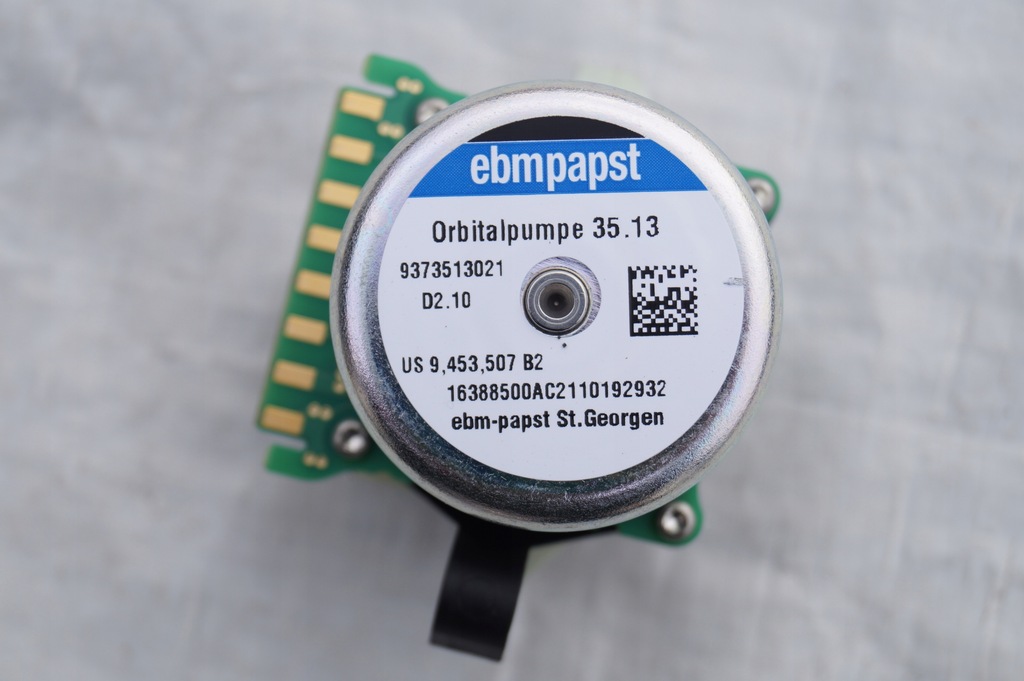 ebmpapst
Orbitalpumpe 35.13
9373513021
D2.10
US 9,453,507 B2
16388500AC2110192932
ebm-papst St.Georgen